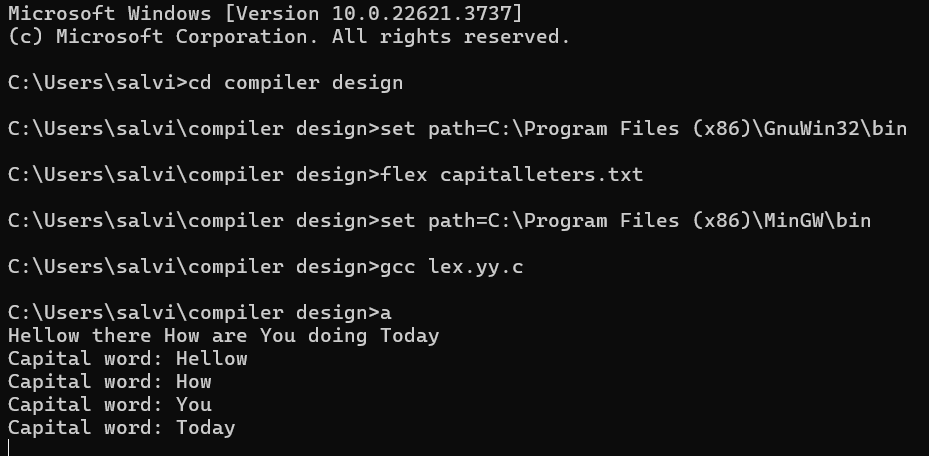 Microsoft Windows [Version 10.0.22621.3737]
(c) Microsoft Corporation. All rights reserved.
C:\Users\salvi>cd compiler design
C:\Users\salvi\compiler design>set path=C:\Program Files (x86)\GnuWin32\bin
C:\Users\salvi\compiler design>flex capitalleters.txt
C:\Users\salvi\compiler design>set path=C:\Program Files (x86)\MinGW\bin
C:\Users\salvi\compiler design>gcc lex.yy.c
C:\Users\salvi\compiler design>a
Hellow there How are You doing Today
Capital word: Hellow
Capital word: How
Capital word: You
Capital word: Today